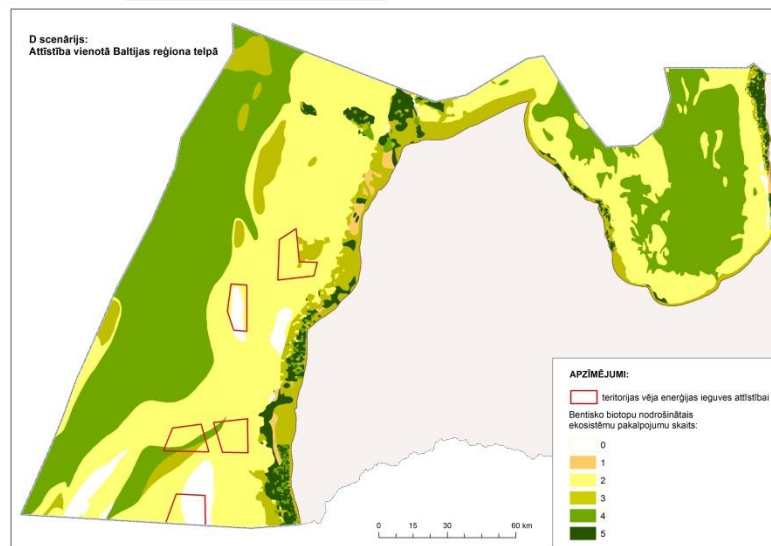 D scenārijs:
Attīstība vienotā Baltijas reģiona telpā
APZĪMĒJUMI:
teritorijas vēja enerģijas ieguves attīstībai
Bentisko biotopu nodrošinātais
ekosistēmu pakalpojumu skaits:
0
1
2
3
4
5
0 15 30 60 km